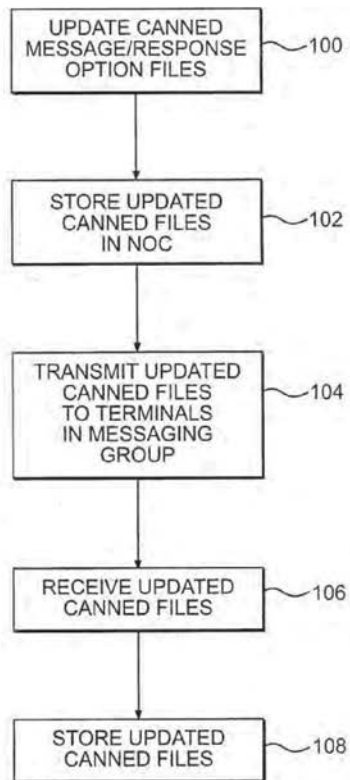 UPDATE CANNED
MESSAGE/RESPONSE
OPTION FILES
100
STORE UPDATED
CANNED FILES
IN NOC
102
TRANSMIT UPDATED
CANNED FILES
TO TERMINALS
IN MESSAGING
GROUP
104
RECEIVE UPDATED
CANNED FILES
106
STORE UPDATED
CANNED FILES
108